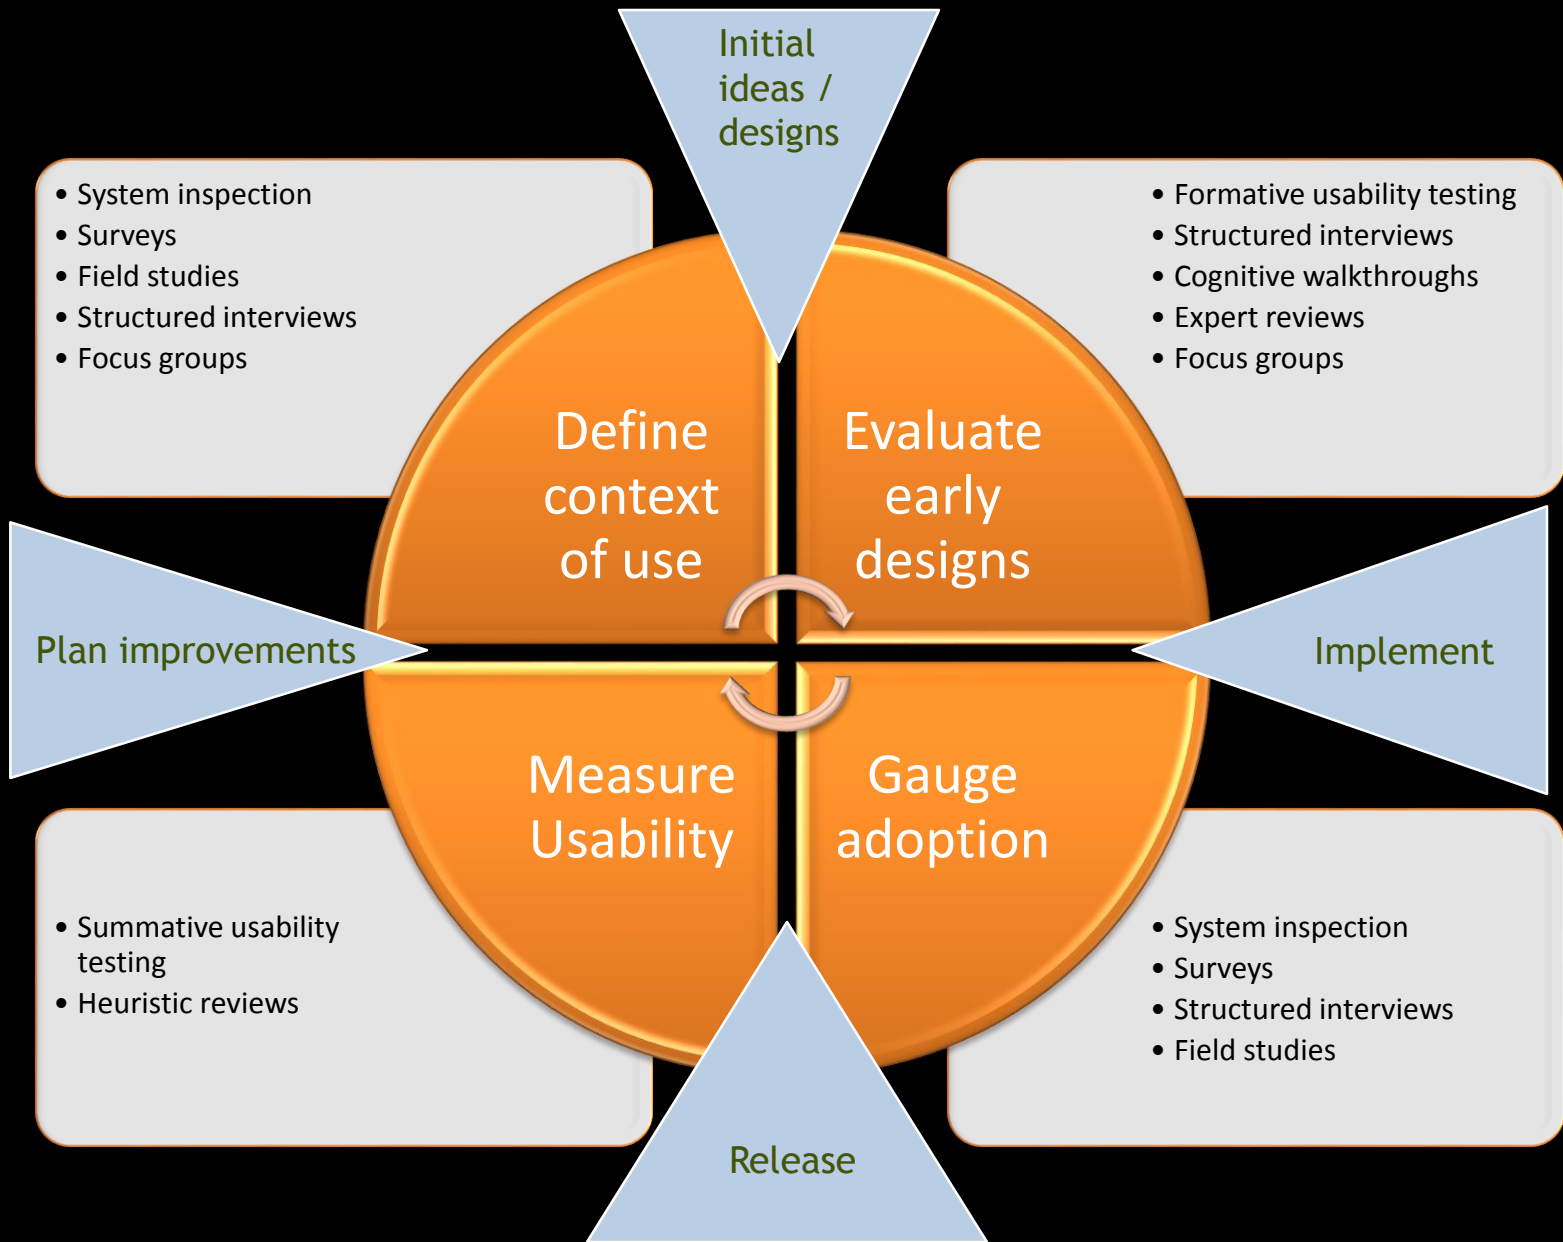 Initial
ideas /
designs
• System inspection
• Surveys
• Field studies
• Structured interviews
• Focus groups
• Formative usability testing
• Structured interviews
• Cognitive walkthroughs
• Expert reviews
• Focus groups
Define
context
of use
Evaluate
early
designs
Plan improvements
Implement
Measure
Usability
Gauge
adoption
• Summative usability
testing
• Heuristic reviews
• System inspection
• Surveys
• Structured interviews
• Field studies
Release